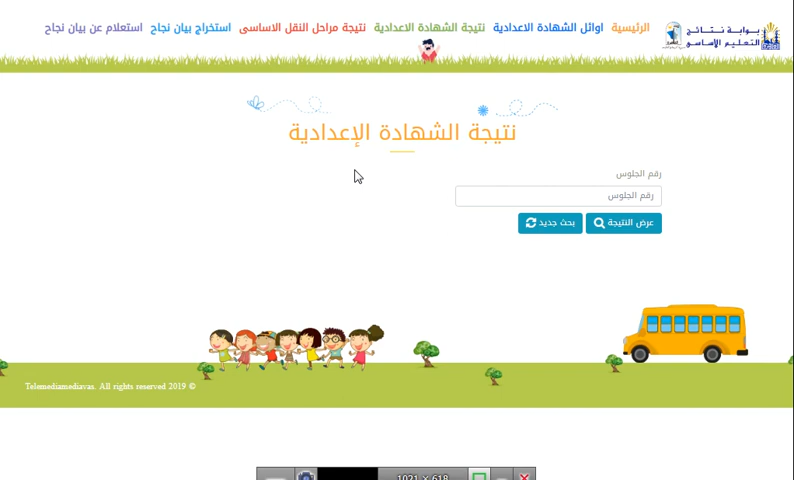 بوابة نتائج
التعليم الأساسي
الرئيسية
اوائل الشهادة الاعدادية
نتيجة الشهادة الاعدادية
نتيجة مراحل النقل الاساسى
استخراج بيان نجاح
استعلام عن بيان نجاح
نتيجة الشهادة الإعدادية
رقم الجلوس
رقم الجلوس
عرض النتيجة
بحث جديد
Telemediamediavas. All rights reserved 2019 ©
1021 × 618